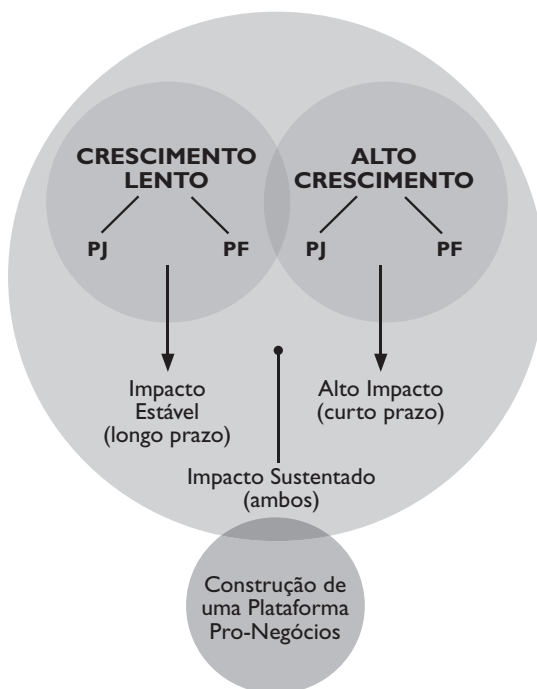 CRESCIMENTO
LENTO
PJ
PF
ALTO
CRESCIMENTO
PJ
PF
Impacto
Estável
(longo prazo)
Alto Impacto
(curto prazo)
Impacto Sustentado
(ambos)
Construção de
uma Plataforma
Pro-Negócios